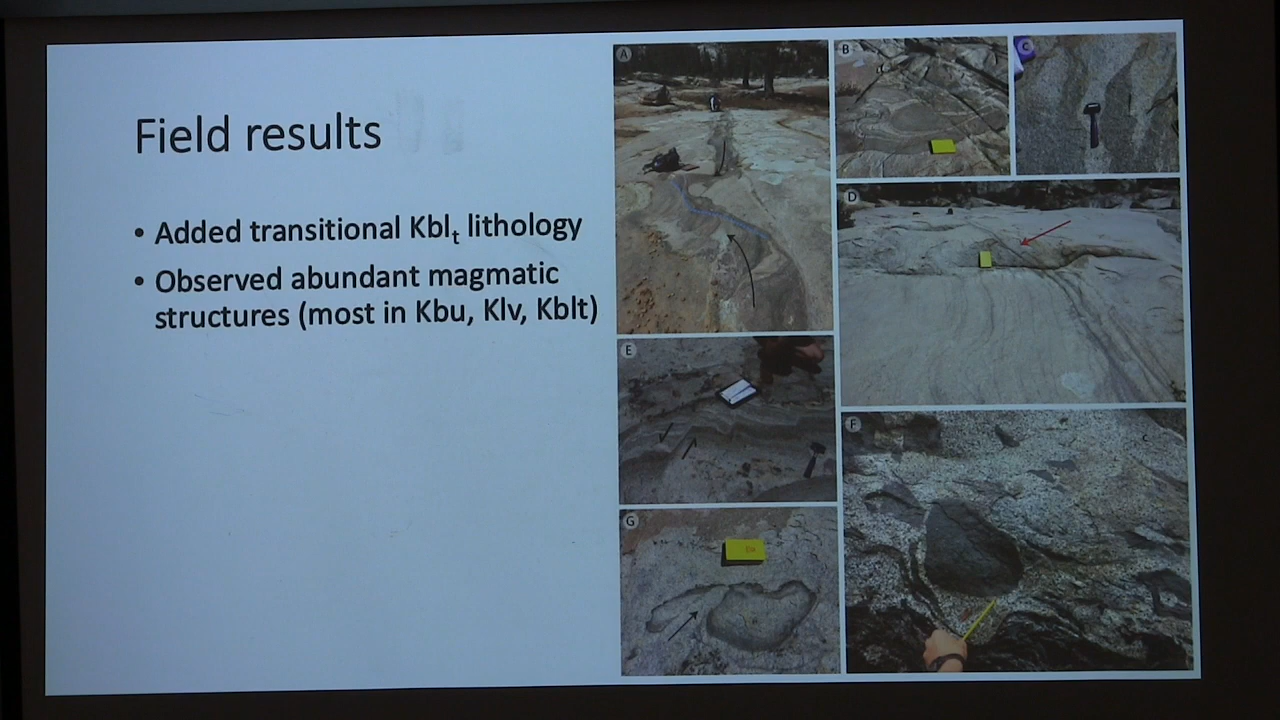 Field results
• Added transitional Kblt lithology
• Observed abundant magmatic
structures (most in Kbu, Klv, Kblt)
A
B
C
D
E
F
G